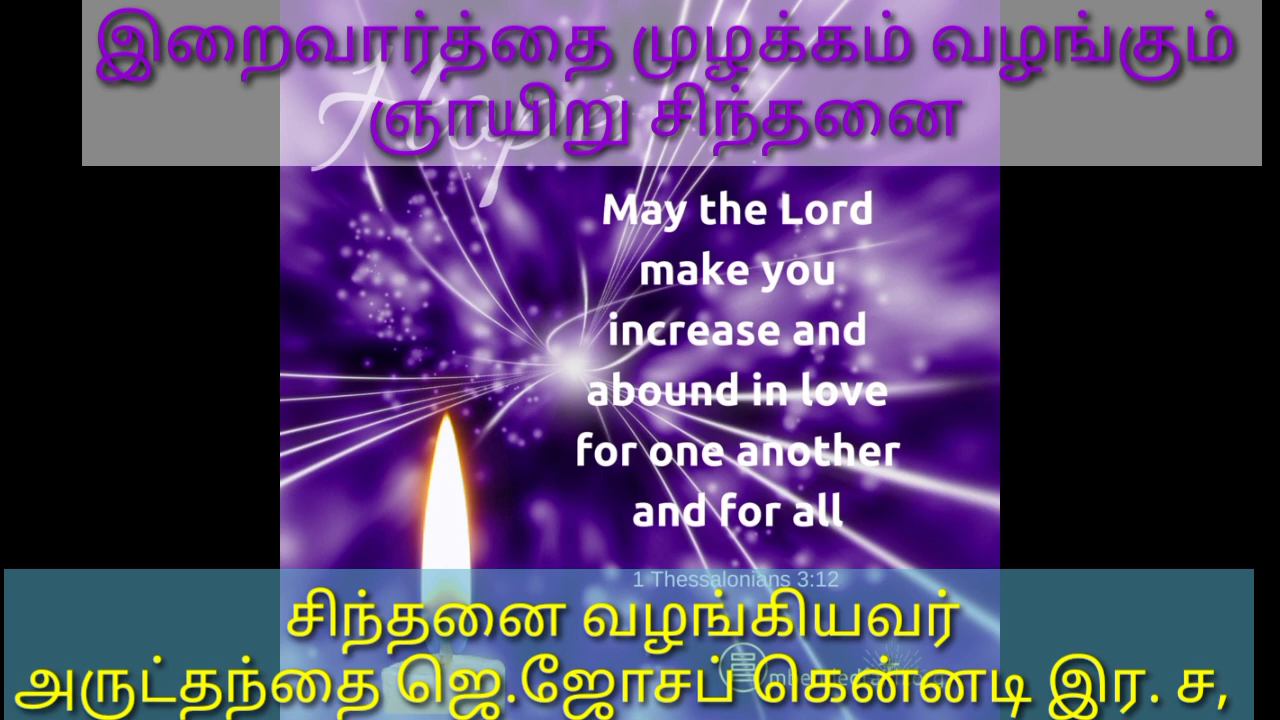 இறைவார்த்தை முழக்கம் வழங்கும்
ஞாயிறு சிந்தனை
Hope
May the Lord
make you
increase and
abound in love
for one another
and for all
1 Thessalonians 3:12
சிந்தனை வழங்கியவர்
அருட்தந்தை ஜெ.ஜோசப் கென்னடி இர. ச,